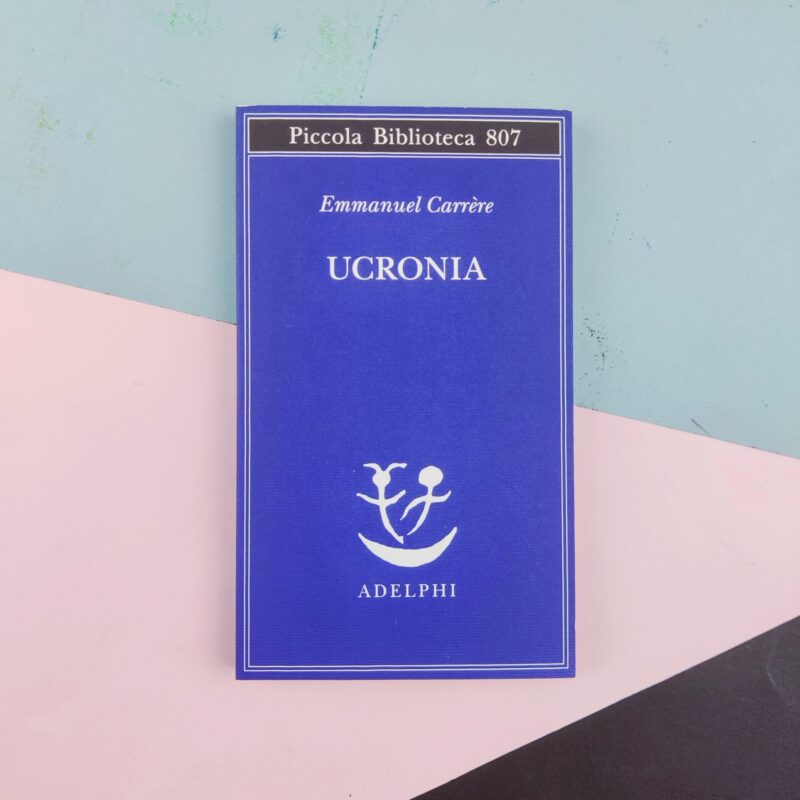 Piccola Biblioteca 807
Emmanuel Carrère
UCRONIA
ADELPHI